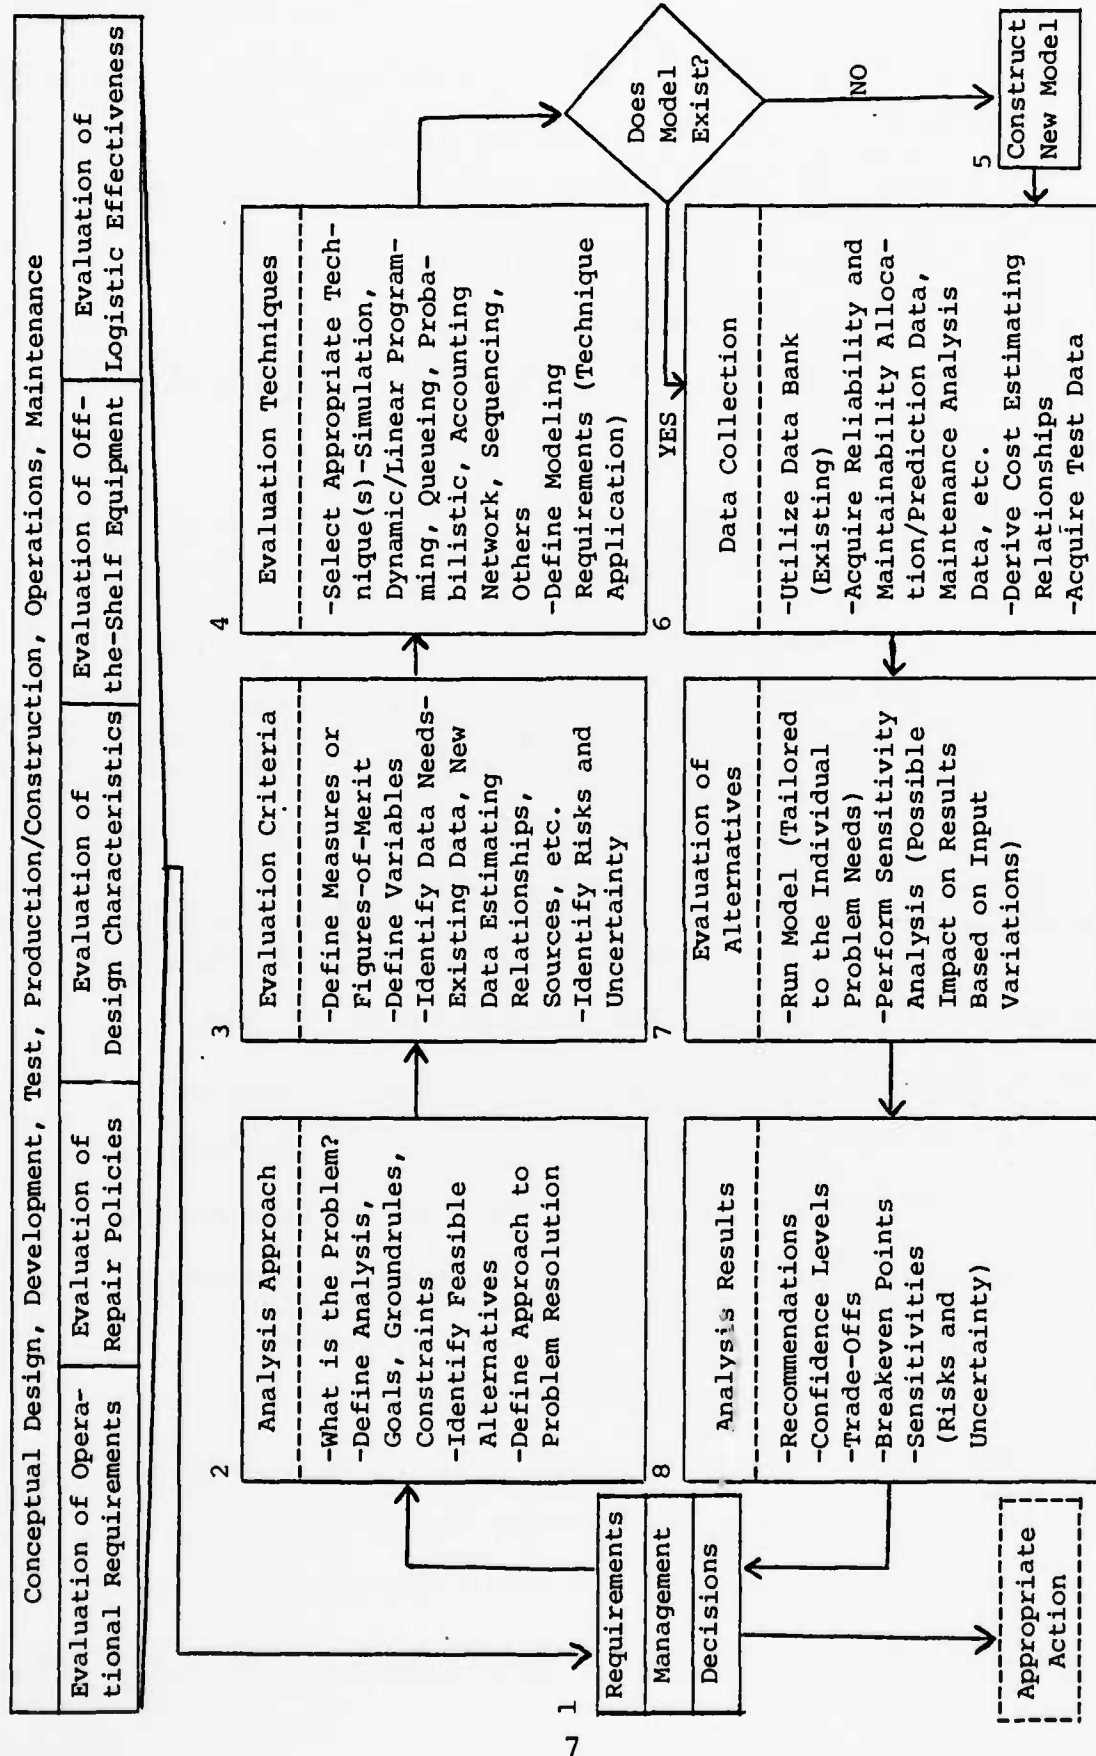 Conceptual Design, Development, Test, Production/Construction, Operations, Maintenance
Evaluation of Opera-
tional Requirements
Evaluation of
Repair Policies
Evaluation of
Design Characteristics
Evaluation of Off-
the-Shelf Equipment
Evaluation of
Logistic Effectiveness
1
Requirements
Management
Decisions
2
Analysis Approach
-What is the Problem?
-Define Analysis,
Goals, Groundrules,
Constraints
-Identify Feasible
Alternatives
-Define Approach to
Problem Resolution
3
Evaluation Criteria
-Define Measures or
Figures-of-Merit
-Define Variables
-Identify Data Needs-
Existing Data, New
Data Estimating
Relationships,
Sources, etc.
-Identify Risks and
Uncertainty
4
Evaluation Techniques
-Select Appropriate Tech-
nique(s)-Simulation,
Dynamic/Linear Program-
ming, Queueing, Proba-
bilistic, Accounting
Network, Sequencing,
Others
-Define Modeling
Requirements (Technique
Application)
Does
Model
Exist?
YES
NO
5
Construct
New Model
6
Data Collection
-Utilize Data Bank
(Existing)
-Acquire Reliability and
Maintainability Alloca-
tion/Prediction Data,
Maintenance Analysis
Data, etc.
-Derive Cost Estimating
Relationships
-Acquire Test Data
7
Evaluation of
Alternatives
-Run Model (Tailored
to the Individual
Problem Needs)
-Perform Sensitivity
Analysis (Possible
Impact on Results
Based on Input
Variations)
8
Analysis Results
-Recommendations
-Confidence Levels
-Trade-Offs
-Breakeven Points
-Sensitivities
(Risks and
Uncertainty)
Appropriate
Action
7